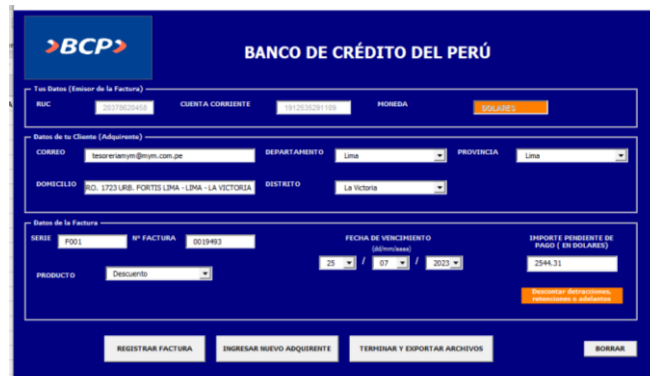 BCP
BANCO DE CRÉDITO DEL PERÚ
Tus Datos (Emisor de la Factura)
RUC 20378620458 CUENTA CORRIENTE 1912535291109 MONEDA DOLARES
Datos de tu Cliente (Adquirente)
CORREO tesoreriamym@mym.com.pe DEPARTAMENTO Lima PROVINCIA Lima
DOMICILIO RO. 1723 URB. FORTIS LIMA - LIMA - LA VICTORIA DISTRITO La Victoria
Datos de la Factura
SERIE F001 Nº FACTURA 0019493
FECHA DE VENCIMIENTO
(dd/mm/aaaa)
25 / 07 / 2023
IMPORTE PENDIENTE DE
PAGO ( EN DOLARES)
2544.31
PRODUCTO Descuento
Descontar detracciones,
retenciones o adelantos
REGISTRAR FACTURA INGRESAR NUEVO ADQUIRENTE TERMINAR Y EXPORTAR ARCHIVOS BORRAR